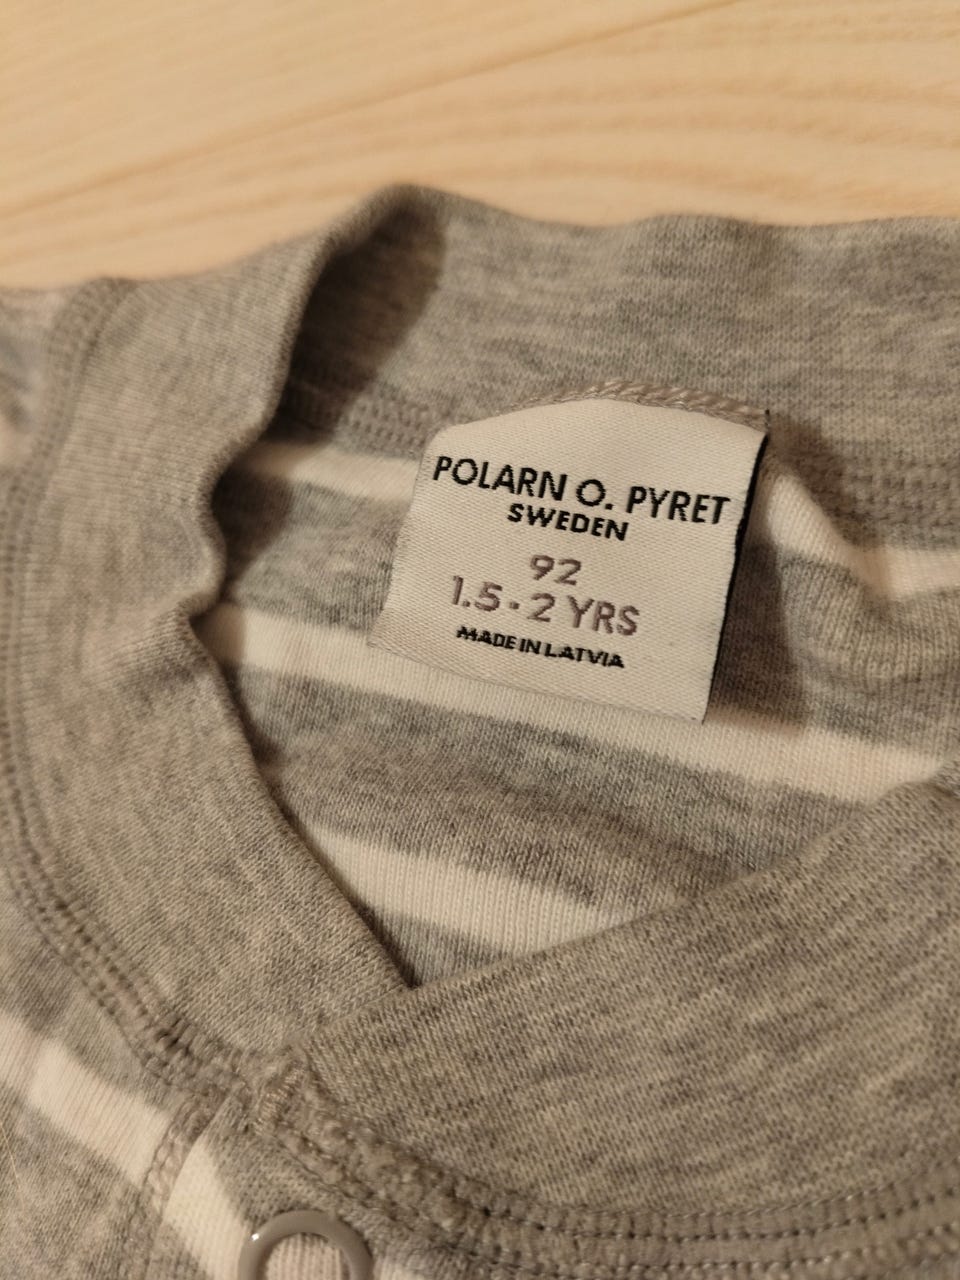 POLARN O. PYRET
SWEDEN
92
1.5-2 YRS
MADE IN LATVIA